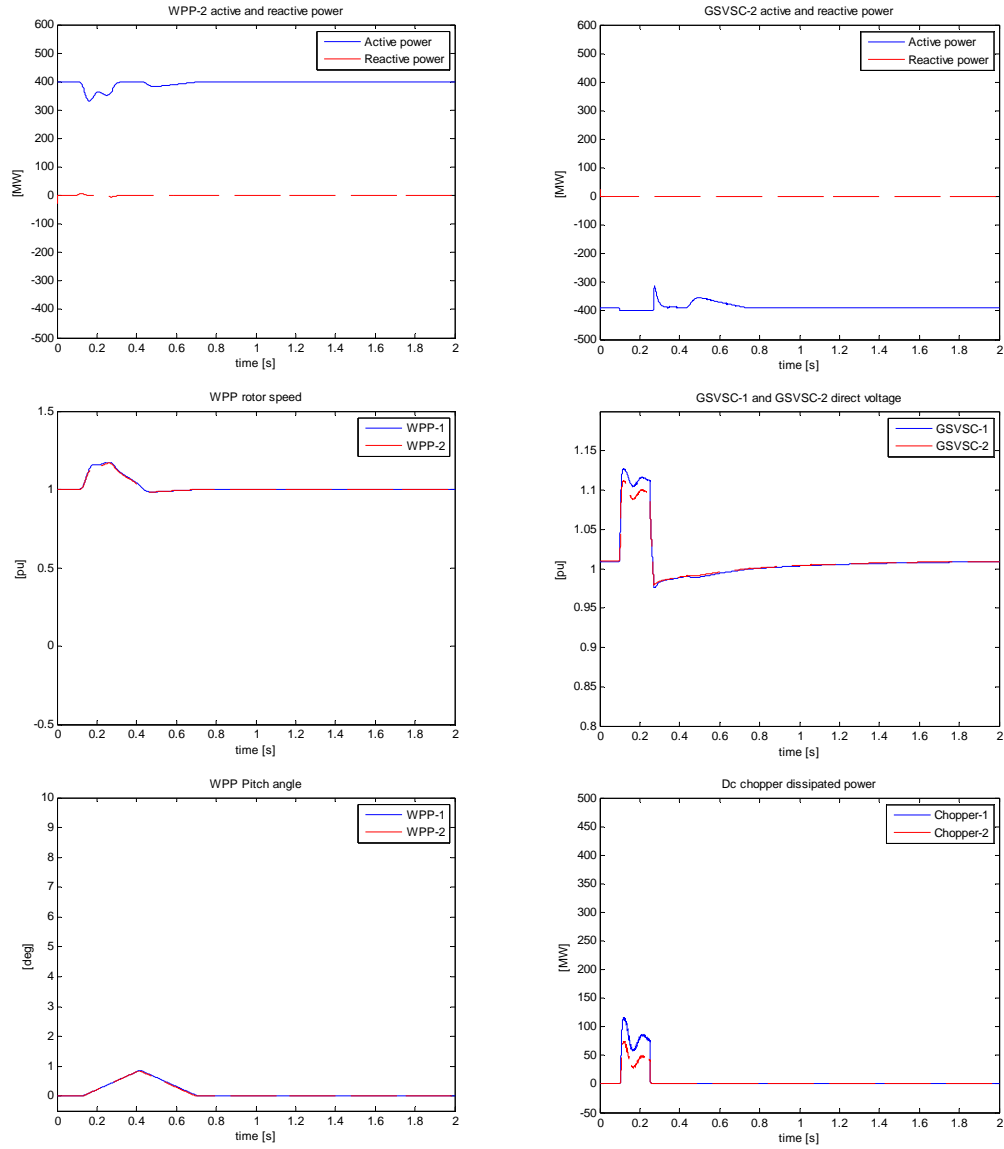 WPP-2 active and reactive power
600
500
400
300
200
100
0
-100
-200
-300
-400
-500
[MW]
Active power
Reactive power
0 0.2 0.4 0.6 0.8 1 1.2 1.4 1.6 1.8 2
time [s]
GSVSC-2 active and reactive power
600
500
400
300
200
100
0
-100
-200
-300
-400
-500
[MW]
Active power
Reactive power
0 0.2 0.4 0.6 0.8 1 1.2 1.4 1.6 1.8 2
time [s]
WPP rotor speed
1.5
1
0.5
0
-0.5
[pu]
WPP-1
WPP-2
0 0.2 0.4 0.6 0.8 1 1.2 1.4 1.6 1.8 2
time [s]
GSVSC-1 and GSVSC-2 direct voltage
1.15
1.1
1.05
1
0.95
0.9
0.85
0.8
[pu]
GSVSC-1
GSVSC-2
0 0.2 0.4 0.6 0.8 1 1.2 1.4 1.6 1.8 2
time [s]
WPP Pitch angle
10
9
8
7
6
5
4
3
2
1
0
[deg]
WPP-1
WPP-2
0 0.2 0.4 0.6 0.8 1 1.2 1.4 1.6 1.8 2
time [s]
Dc chopper dissipated power
500
450
400
350
300
250
200
150
100
50
0
-50
[MW]
Chopper-1
Chopper-2
0 0.2 0.4 0.6 0.8 1 1.2 1.4 1.6 1.8 2
time [s]